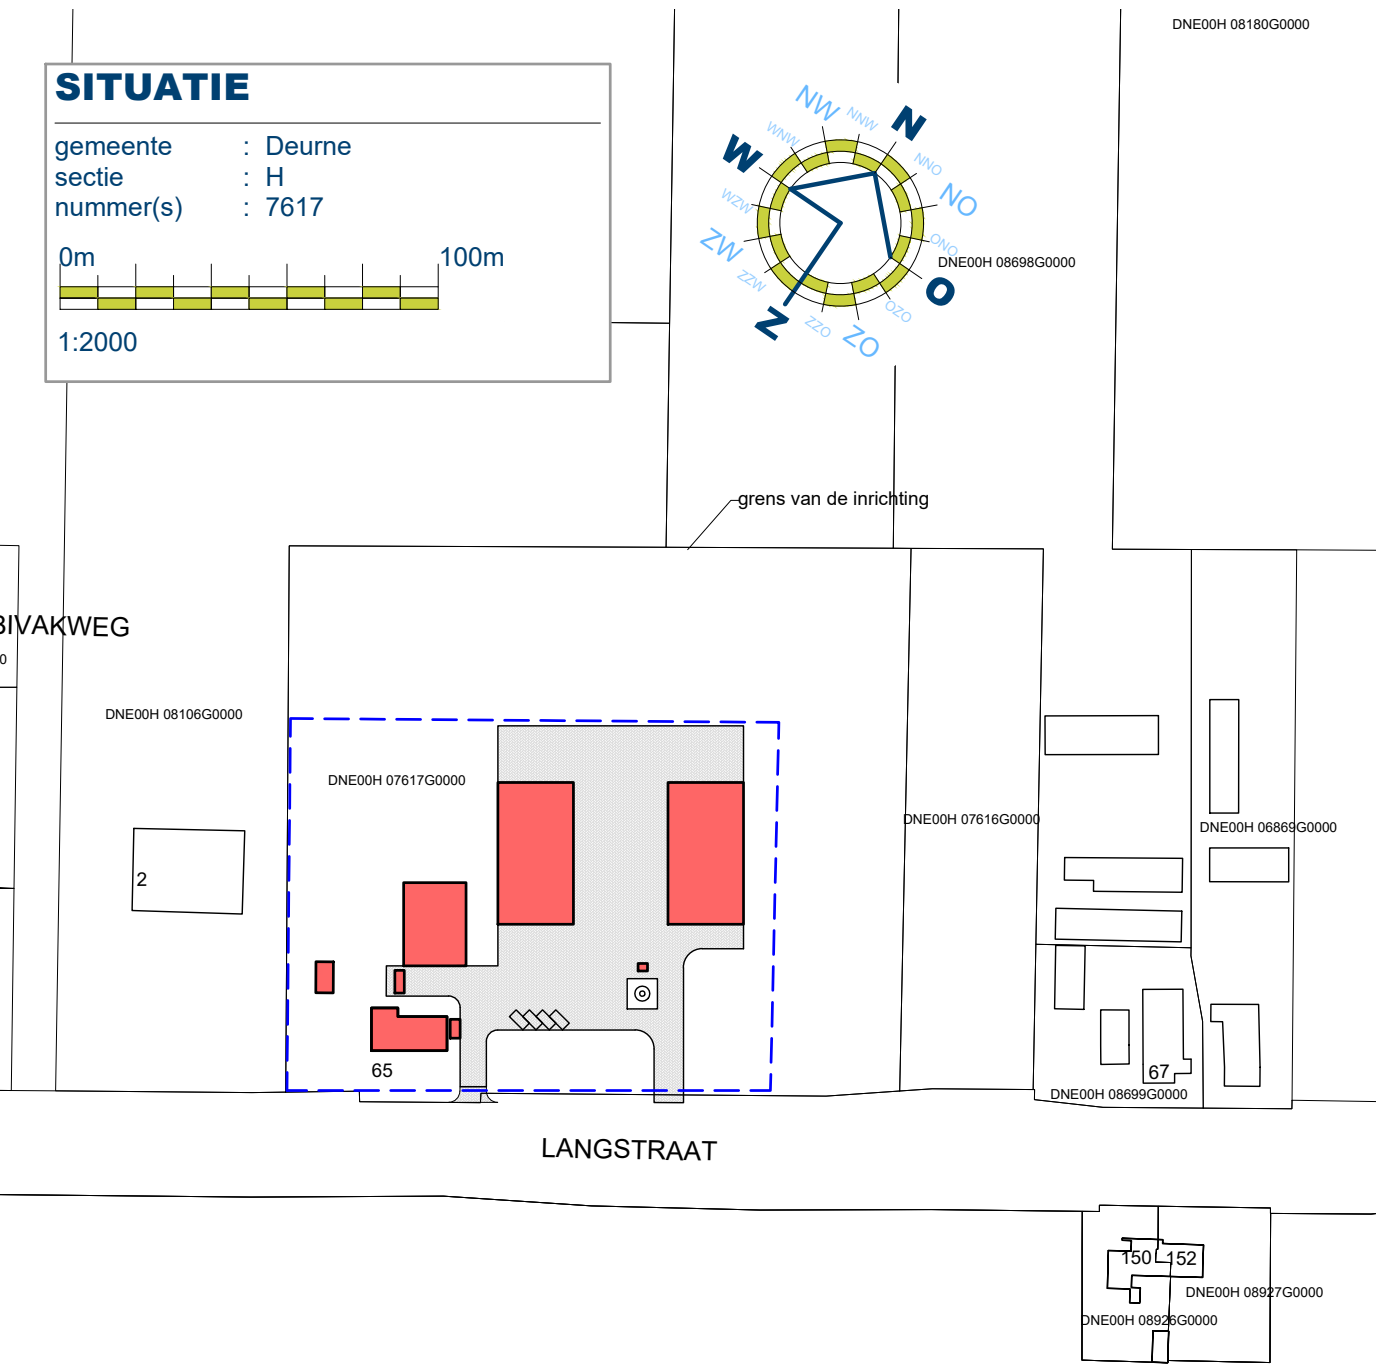 DNE00H 08180G0000
SITUATIE
gemeente : Deurne
sectie : H
nummer(s) : 7617
0m 100m
1:2000
N
NNO
NO
ONO
O
OZO
ZO
ZZO
Z
ZZW
ZW
WZW
W
WNW
NW
NNW
DNE00H 08698G0000
grens van de inrichting
BIVAKWEG
0
DNE00H 08106G0000
DNE00H 07617G0000
DNE00H 07616G0000
DNE00H 06869G0000
2
65
67
DNE00H 08699G0000
LANGSTRAAT
150 152
DNE00H 08927G0000
DNE00H 08926G0000